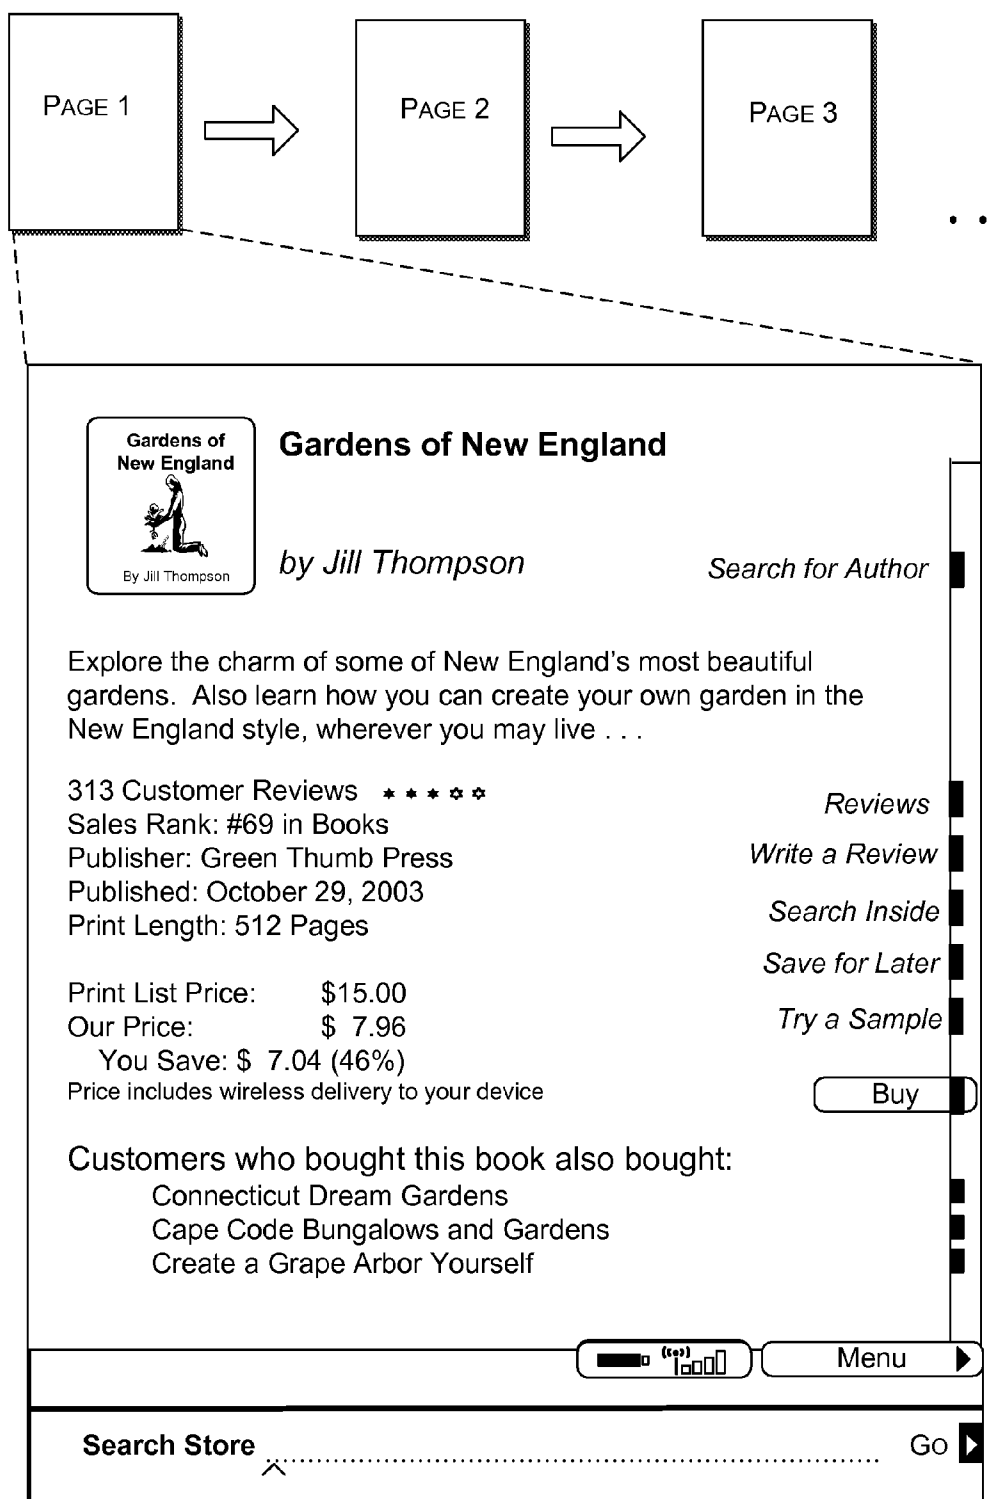 PAGE 1
PAGE 2
PAGE 3
. .
Gardens of
New England
By Jill Thompson
Gardens of New England
by Jill Thompson
Search for Author
Explore the charm of some of New England's most beautiful
gardens. Also learn how you can create your own garden in the
New England style, wherever you may live . . .
313 Customer Reviews
Sales Rank: #69 in Books
Publisher: Green Thumb Press
Published: October 29, 2003
Print Length: 512 Pages
Reviews
Write a Review
Search Inside
Save for Later
Try a Sample
Print List Price: $15.00
Our Price: $ 7.96
You Save: $ 7.04 (46%)
Price includes wireless delivery to your device
Buy
Customers who bought this book also bought:
Connecticut Dream Gardens
Cape Code Bungalows and Gardens
Create a Grape Arbor Yourself
Menu
Search Store
Go